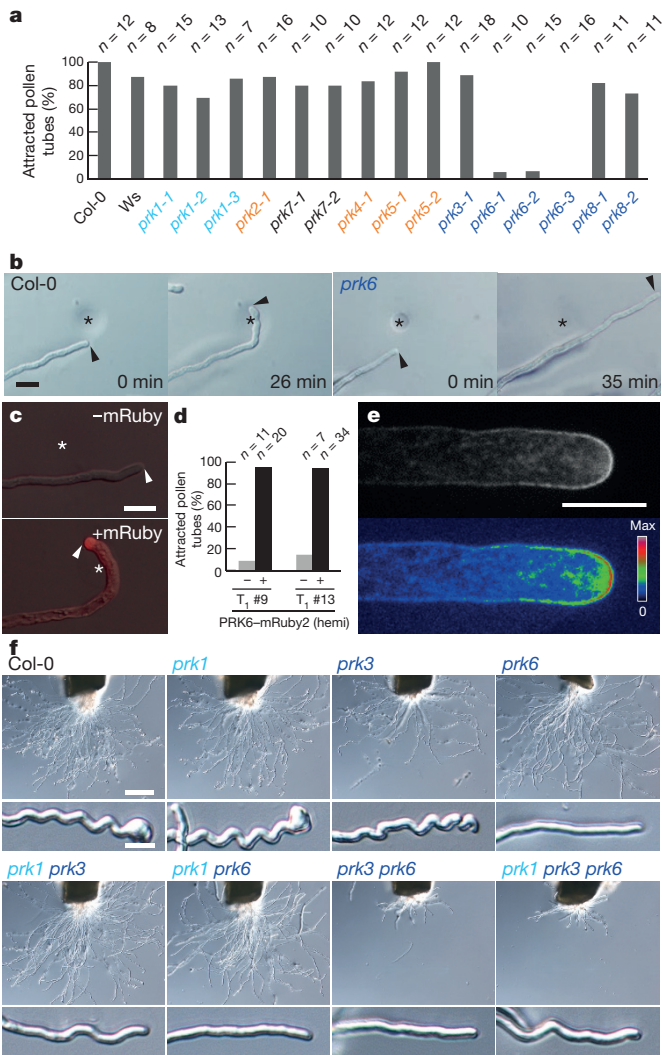 a
n = 12
n = 8
n = 15
n = 13
n = 7
n = 16
n = 10
n = 10
n = 12
n = 12
n = 12
n = 18
n = 10
n = 15
n = 16
n = 11
n = 11
Attracted pollen
tubes (%)
100
80
60
40
20
0
Col-0
Ws
prk1-1
prk1-2
prk1-3
prk2-1
prk7-1
prk7-2
prk4-1
prk5-1
prk5-2
prk3-1
prk6-1
prk6-2
prk6-3
prk8-1
prk8-2
b
Col-0
prk6
*
*
*
*
0 min
26 min
0 min
35 min
c
–mRuby
*
+mRuby
*
d
n = 11
n = 20
n = 7
n = 34
Attracted pollen
tubes (%)
100
80
60
40
20
0
– + – +
T1 #9 T1 #13
PRK6–mRuby2 (hemi)
e
Max
0
f
Col-0
prk1
prk3
prk6
prk1 prk3
prk1 prk6
prk3 prk6
prk1 prk3 prk6